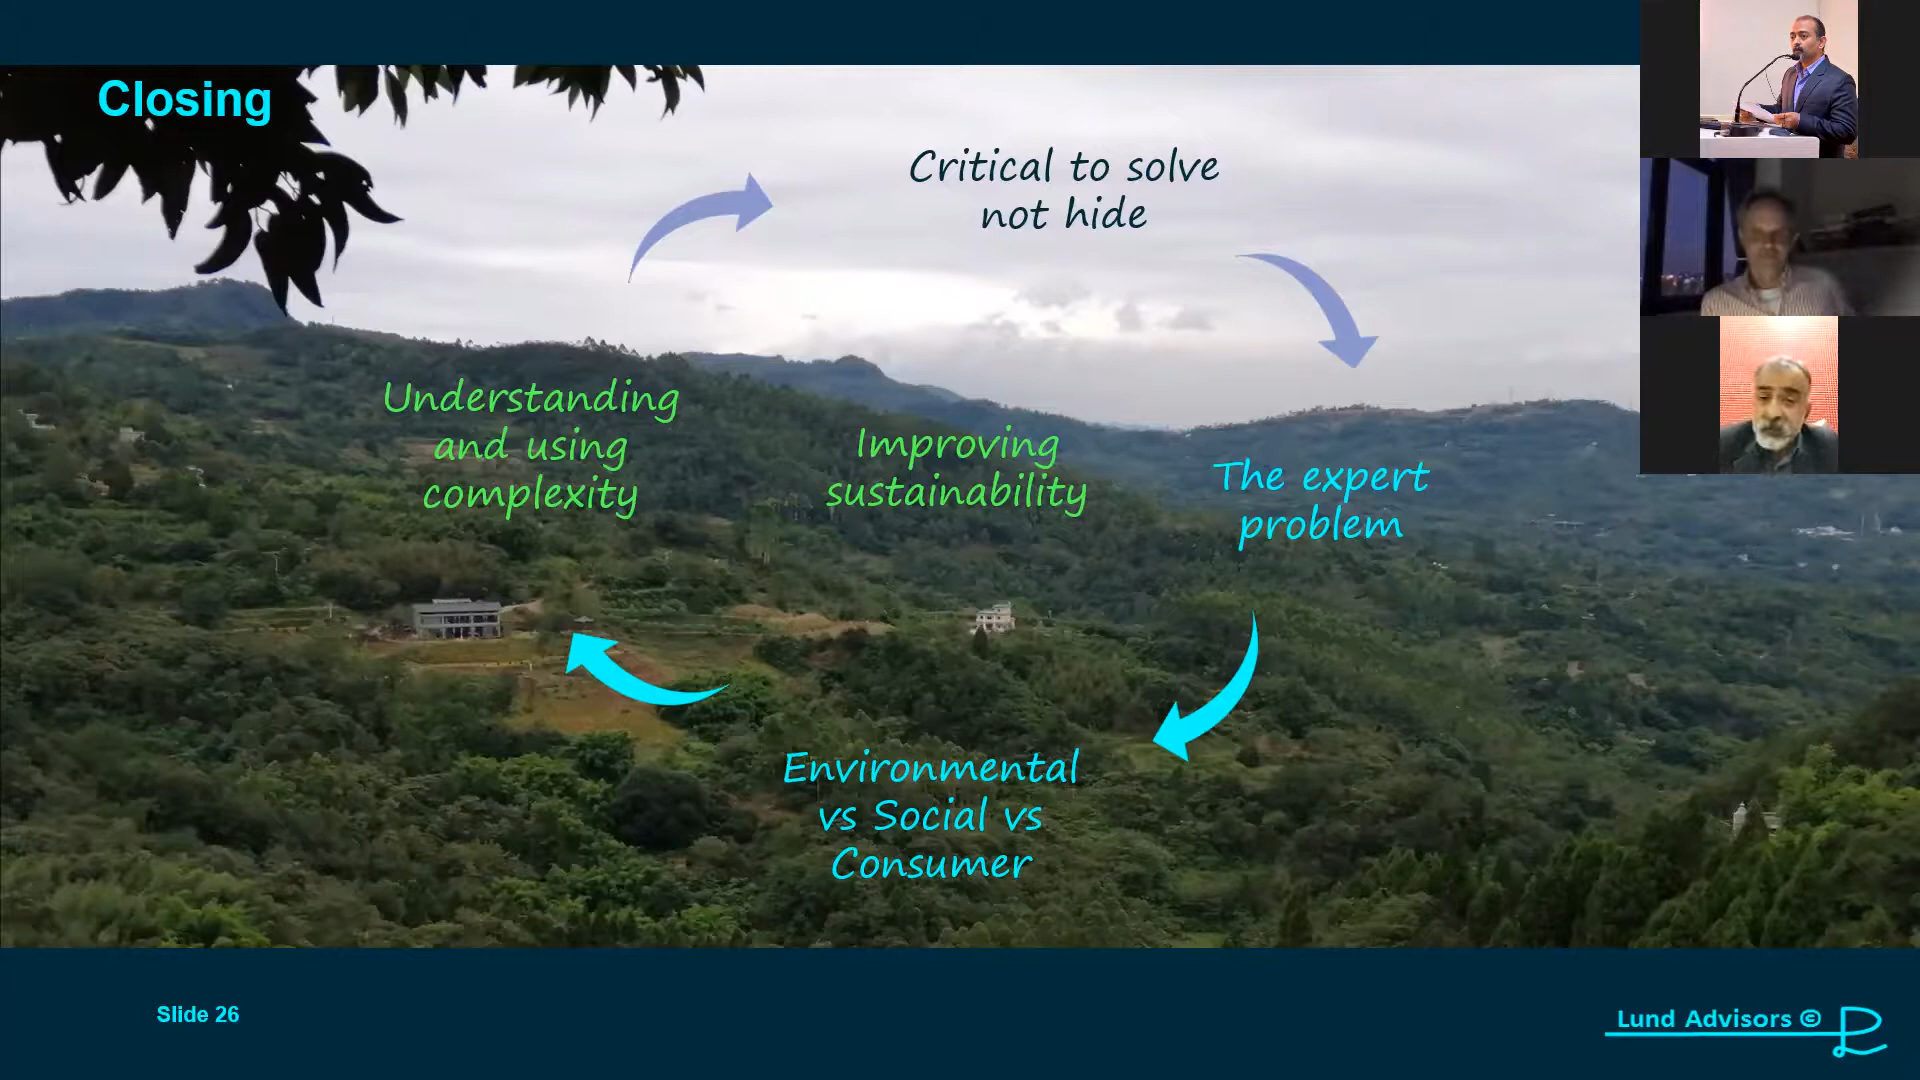 Closing
Critical to solve
not hide
Understanding
and using
complexity
Improving
sustainability
The expert
problem
Environmental
vs Social vs
Consumer
Slide 26
Lund Advisors ©